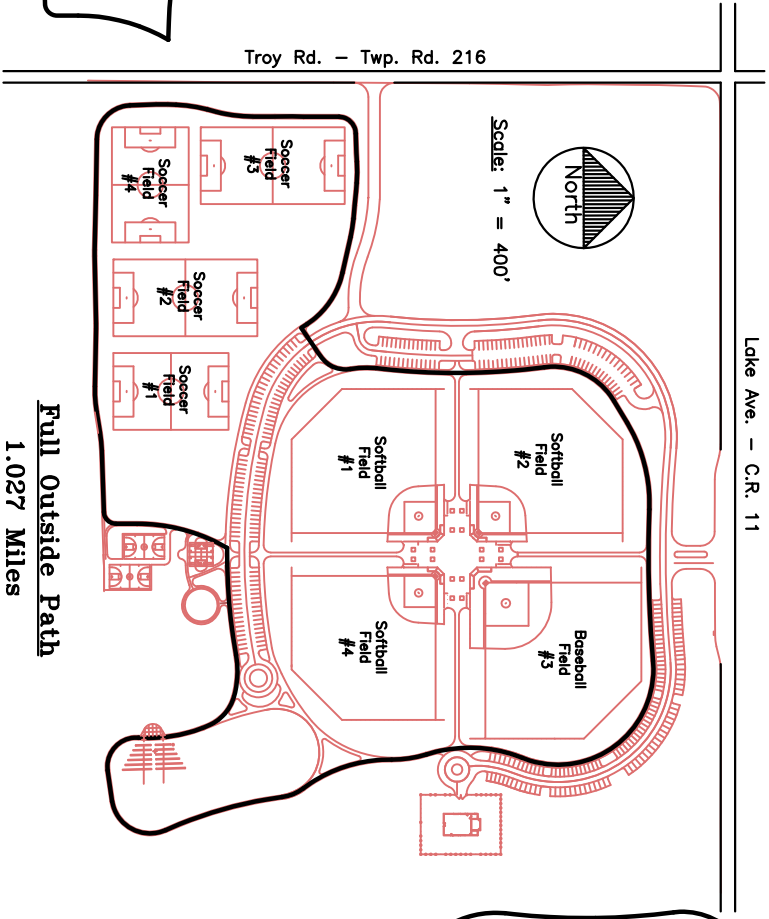 Troy Rd. - Twp. Rd. 216
Lake Ave. - C.R. 11
North
Scale: 1" = 400'
Soccer
Field
#3
Soccer
Field
#4
Soccer
Field
#2
Soccer
Field
#1
Softball
Field
#1
Softball
Field
#2
Softball
Field
#4
Baseball
Field
#3
Full Outside Path
1.027 Miles